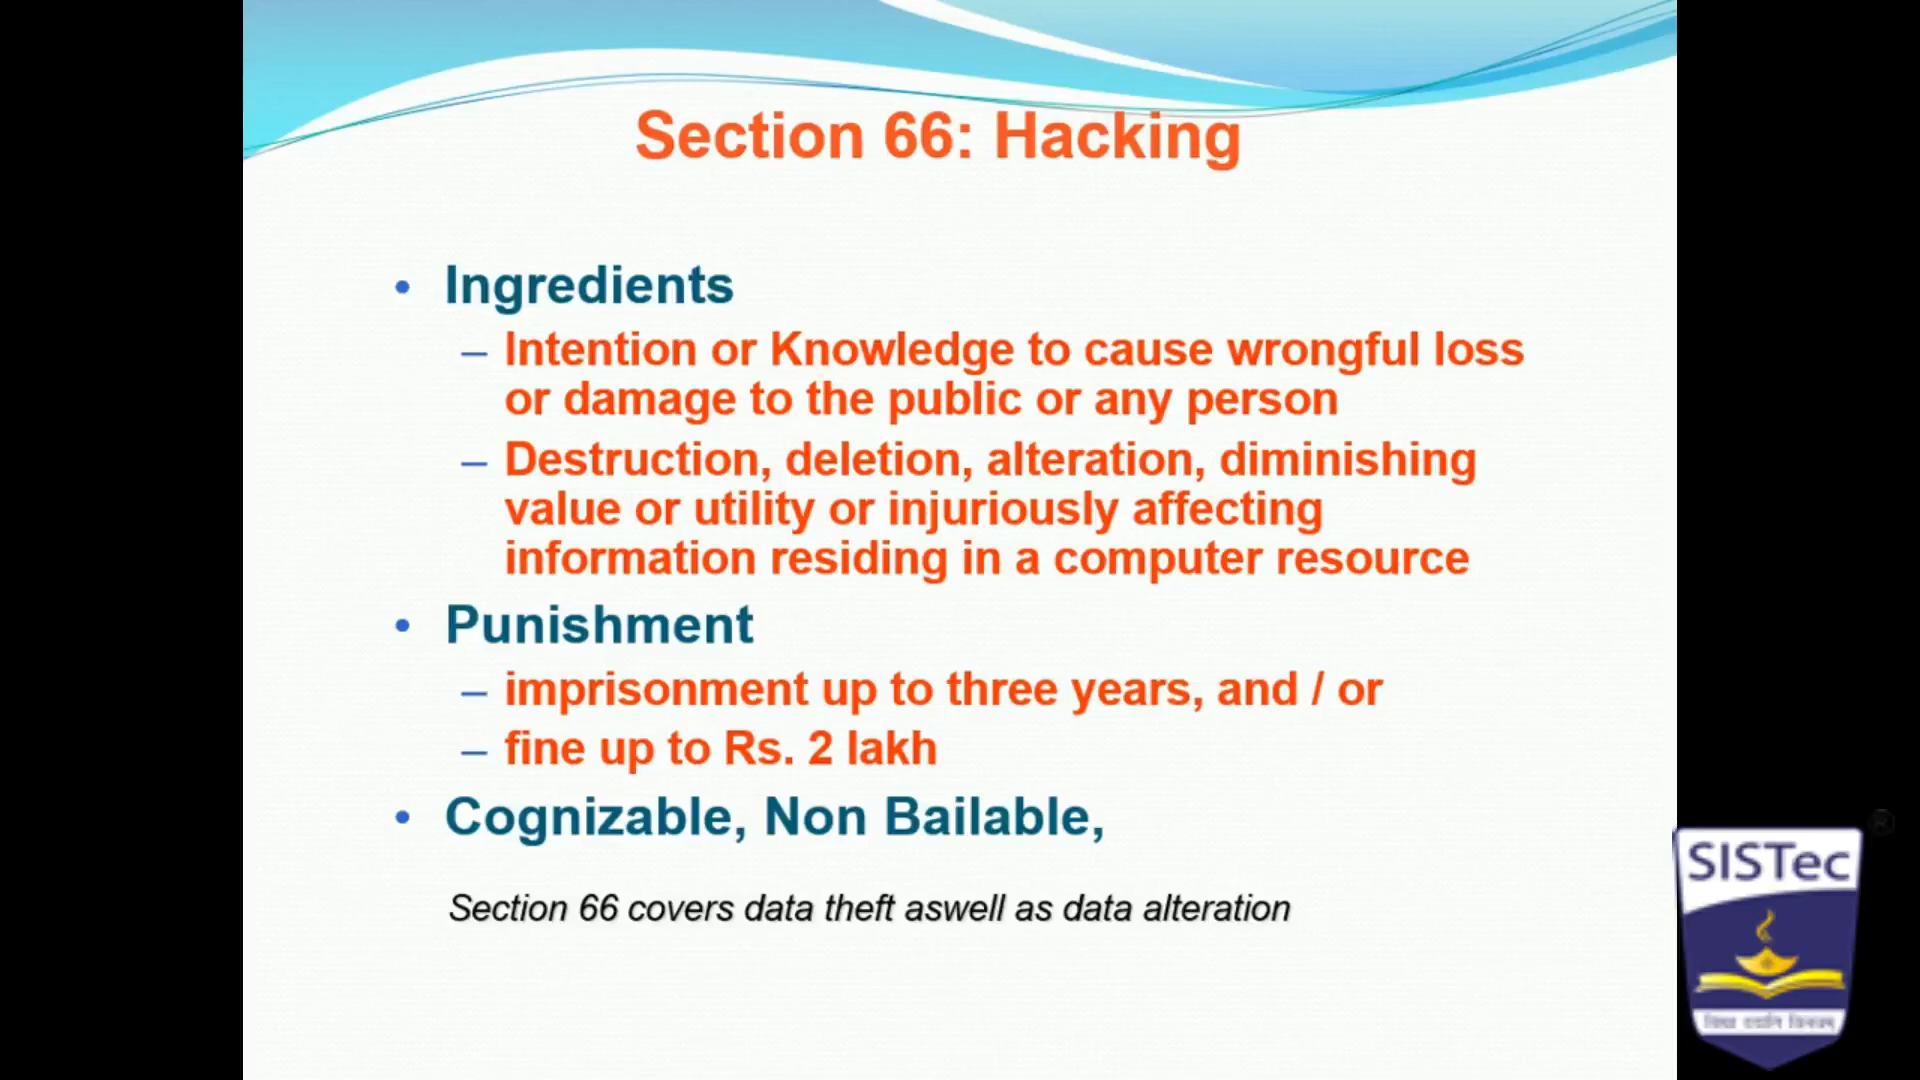 Section 66: Hacking
• Ingredients
– Intention or Knowledge to cause wrongful loss
or damage to the public or any person
– Destruction, deletion, alteration, diminishing
value or utility or injuriously affecting
information residing in a computer resource
• Punishment
– imprisonment up to three years, and / or
– fine up to Rs. 2 lakh
• Cognizable, Non Bailable,
Section 66 covers data theft aswell as data alteration
®
SISTec